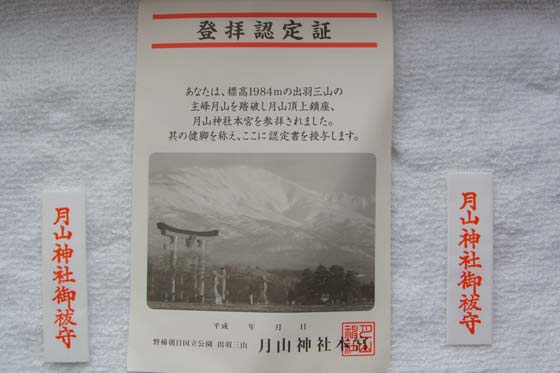 登拝認定証
あなたは、標高1984mの出羽三山の
主峰月山を踏破し月山頂上鎮座、
月山神社本宮を参拝されました。
其の健脚を称え、ここに認定書を授与します。
平成　年　月　日
磐梯朝日国立公園 出羽三山 月山神社本宮
月山神社御祓守
月山神社御祓守